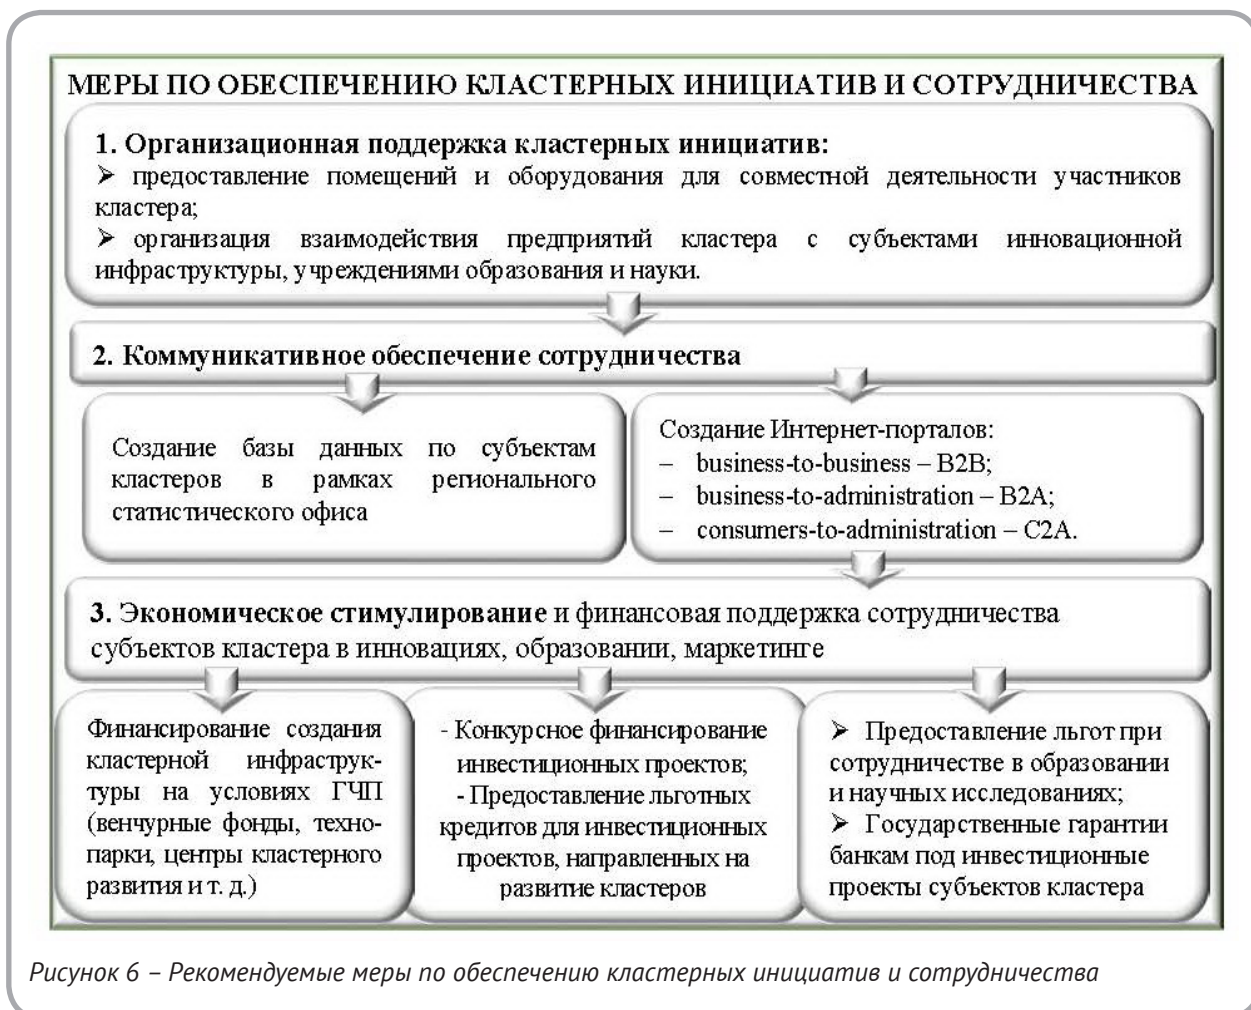 МЕРЫ ПО ОБЕСПЕЧЕНИЮ КЛАСТЕРНЫХ ИНИЦИАТИВ И СОТРУДНИЧЕСТВА
1. Организационная поддержка кластерных инициатив:
➢ предоставление помещений и оборудования для совместной деятельности участников
кластера;
➢ организация взаимодействия предприятий кластера с субъектами инновационной
инфраструктуры, учреждениями образования и науки.
2. Коммуникативное обеспечение сотрудничества
Создание базы данных по субъектам
кластеров в рамках регионального
статистического офиса
Создание Интернет-порталов:
– business-to-business – B2B;
– business-to-administration – B2A;
– consumers-to-administration – C2A.
3. Экономическое стимулирование и финансовая поддержка сотрудничества
субъектов кластера в инновациях, образовании, маркетинге
Финансирование создания
кластерной инфраструк-
туры на условиях ГЧП
(венчурные фонды, техно-
парки, центры кластерного
развития и т. д.)
- Конкурсное финансирование
инвестиционных проектов;
- Предоставление льготных
кредитов для инвестиционных
проектов, направленных на
развитие кластеров
➢ Предоставление льгот при
сотрудничестве в образовании
и научных исследованиях;
➢ Государственные гарантии
банкам под инвестиционные
проекты субъектов кластера
Рисунок 6 – Рекомендуемые меры по обеспечению кластерных инициатив и сотрудничества